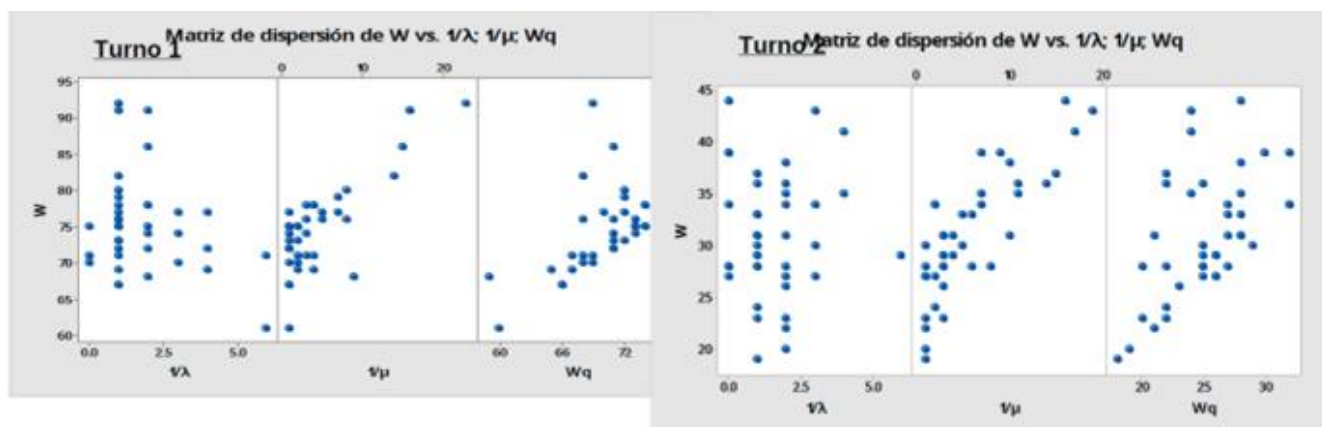 Matriz de dispersión de W vs. 1/λ; 1/μ; Wq
Turno 1
0 10 20
95
90
85
80
75
70
65
60
W
0.0 2.5 5.0
60 66 72
1/λ
1/μ
Wq
Matriz de dispersión de W vs. 1/λ; 1/μ; Wq
Turno 2
0 10 20
45
40
35
30
25
20
W
0.0 2.5 5.0
20 25 30
1/λ
1/μ
Wq